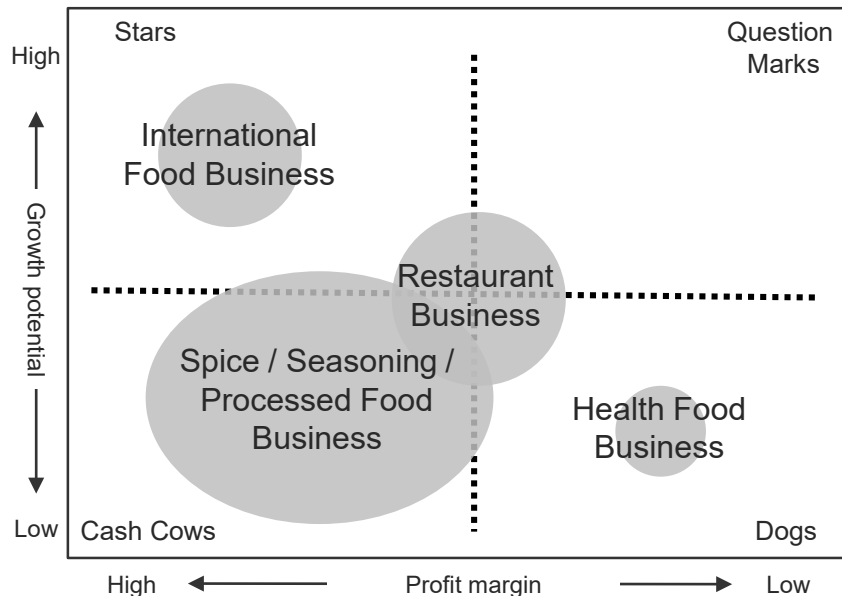 Stars
Question
Marks
High
International
Food Business
Growth potential
Restaurant
Business
Spice / Seasoning /
Processed Food
Business
Health Food
Business
Low
Cash Cows
Dogs
High
Profit margin
Low